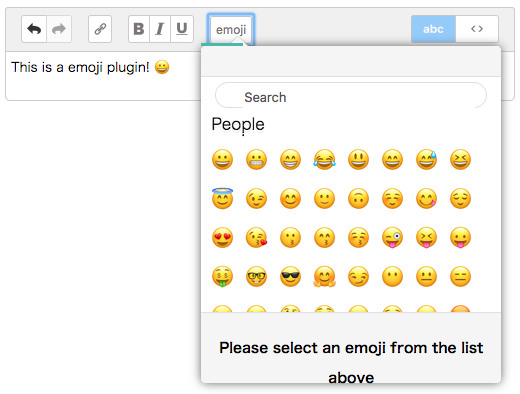 B I U emoji abc <>
This is a emoji plugin! 😀
Search
People
Please select an emoji from the list
above